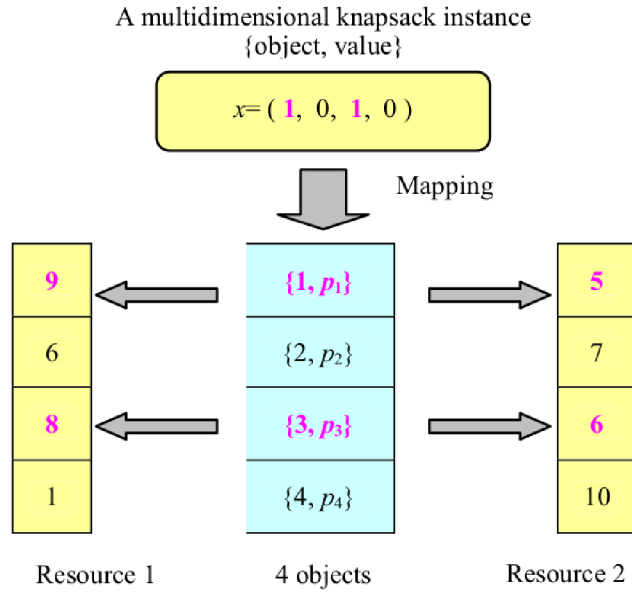 A multidimensional knapsack instance
{object, value}
x= ( 1, 0, 1, 0 )
Mapping
9 {1, p₁} 5
6 {2, p₂} 7
8 {3, p₃} 6
1 {4, p₄} 10
Resource 1 4 objects Resource 2